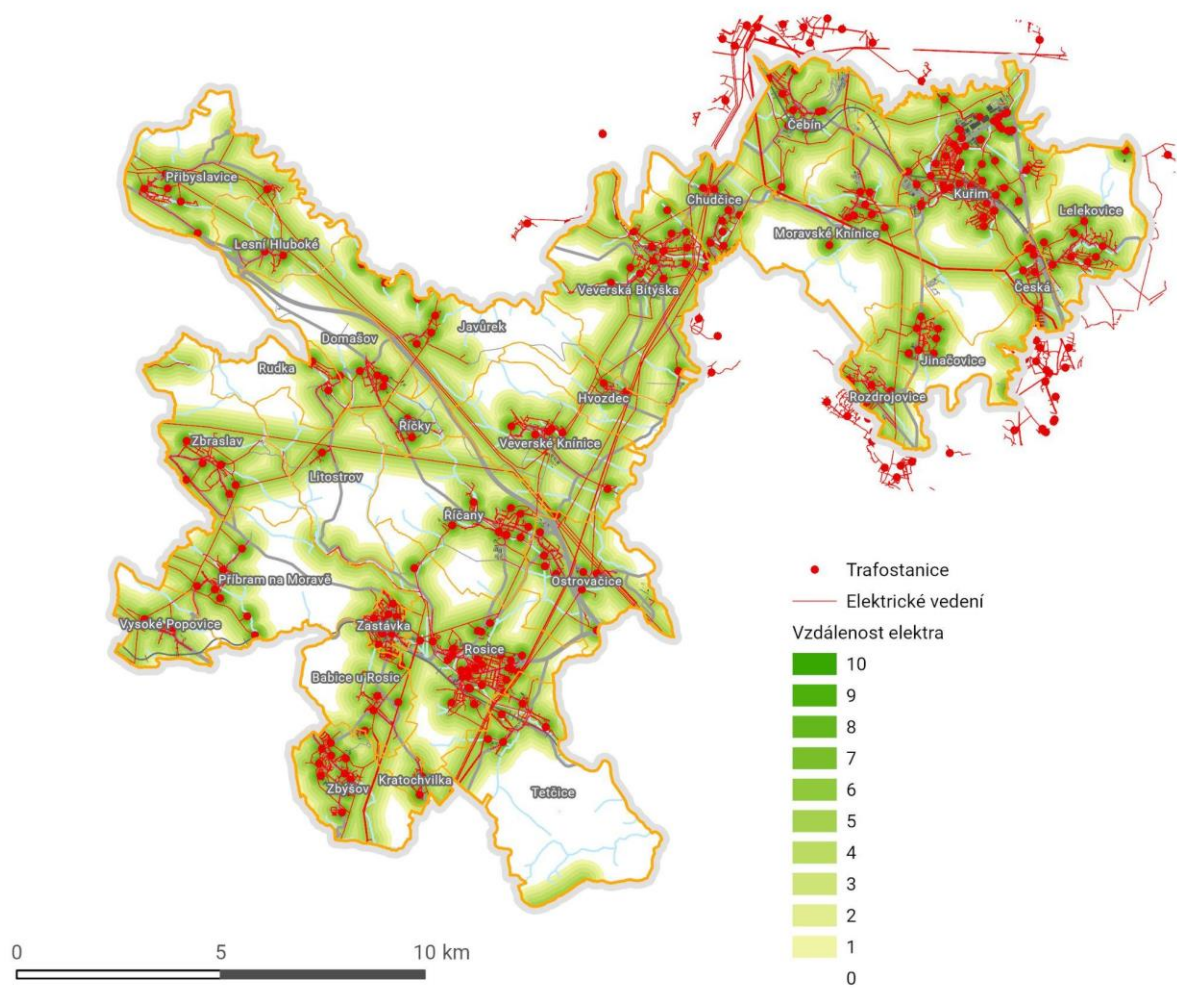 Čebín
Přibyslavice
Chudčice
Kuřim
Lelekovice
Moravské Knínice
Lesní Hluboké
Veverská Bítýška
Česká
Javůrek
Domašov
Jinačovice
Rudka
Hvozdec
Rozdrojovice
Říčky
Zbraslav
Veverské Knínice
Litostrov
Říčany
Příbram na Moravě
Ostrovačice
Vysoké Popovice
Zastávka
Rosice
Babice u Rosic
Zbýšov
Kratochvilka
Tetčice
Trafostanice
Elektrické vedení
Vzdálenost elektra
10
9
8
7
6
5
4
3
2
1
0
0 5 10 km